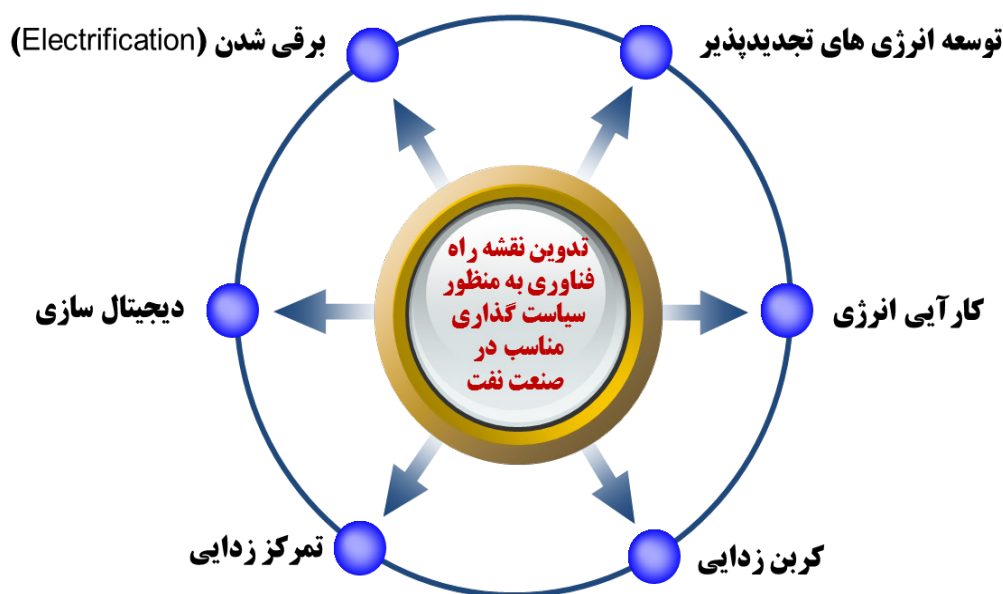 توسعه انرژی های تجدیدپذیر
برقی شدن (Electrification)
تدوین نقشه راه
فناوری به منظور
سیاست گذاری
مناسب در
صنعت نفت
کارآیی انرژی
دیجیتال سازی
کربن زدایی
تمرکز زدایی